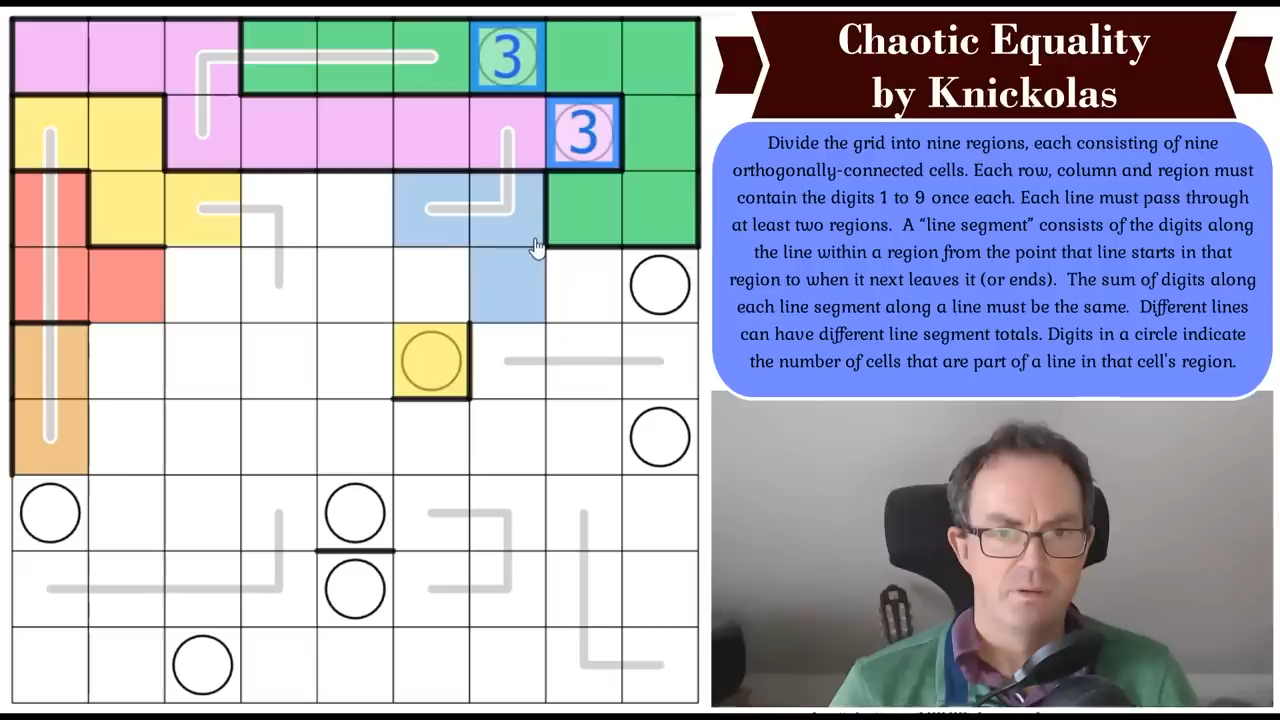 Chaotic Equality
by Knickolas
Divide the grid into nine regions, each consisting of nine
orthogonally-connected cells. Each row, column and region must
contain the digits 1 to 9 once each. Each line must pass through
at least two regions. A “line segment” consists of the digits along
the line within a region from the point that line starts in that
region to when it next leaves it (or ends). The sum of digits along
each line segment along a line must be the same. Different lines
can have different line segment totals. Digits in a circle indicate
the number of cells that are part of a line in that cell's region.
3
3